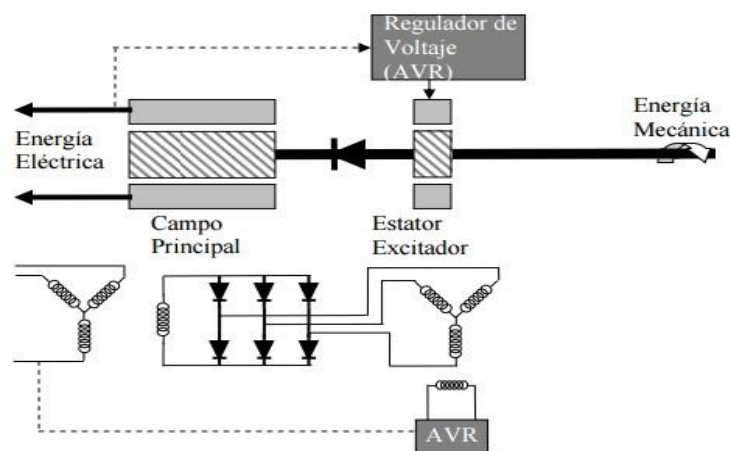 Regulador de
Voltaje
(AVR)
Energía
Eléctrica
Energía
Mecánica
Campo
Principal
Estator
Excitador
AVR